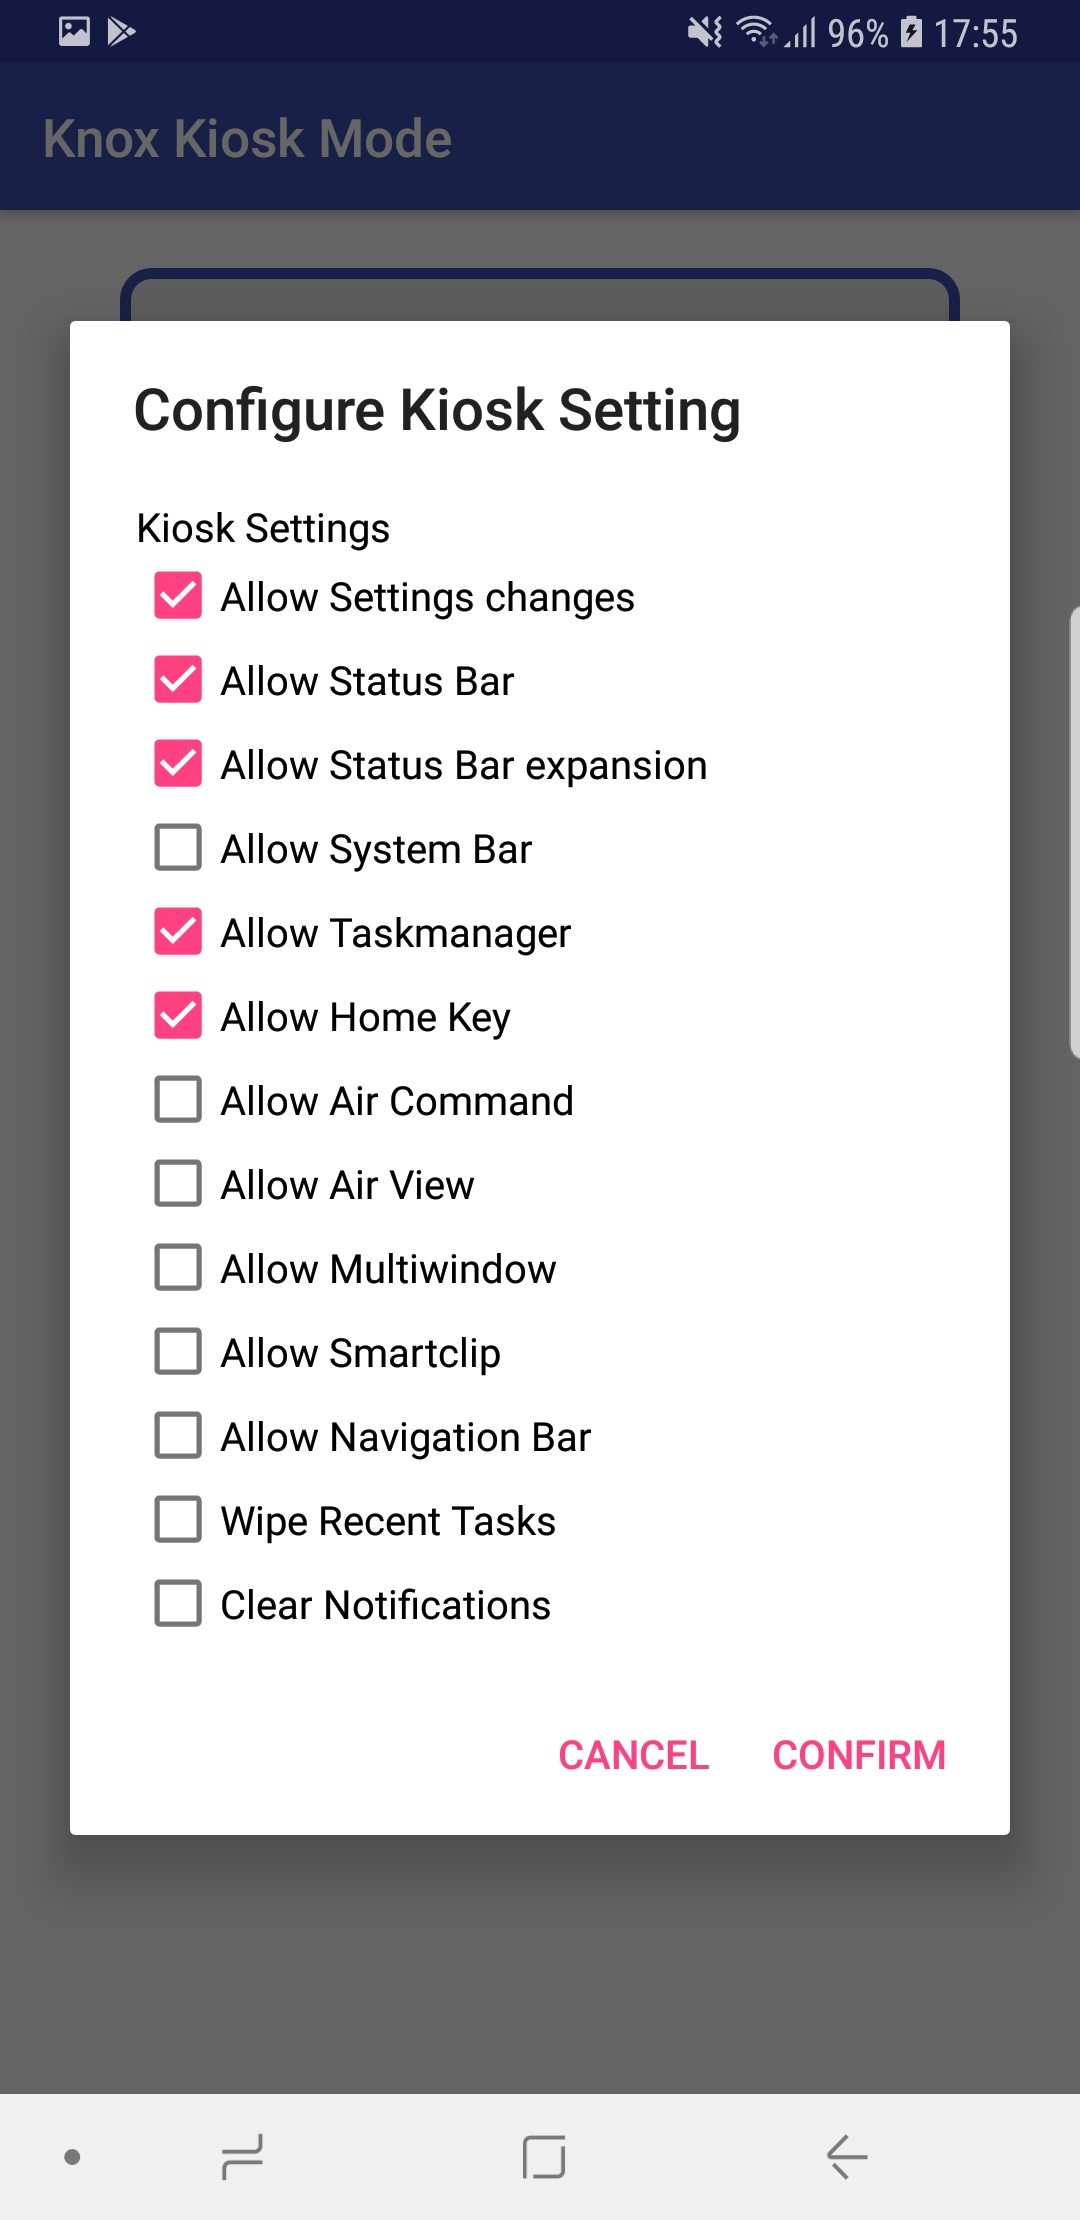 96% 17:55
Knox Kiosk Mode
Configure Kiosk Setting
Kiosk Settings
Allow Settings changes
Allow Status Bar
Allow Status Bar expansion
Allow System Bar
Allow Taskmanager
Allow Home Key
Allow Air Command
Allow Air View
Allow Multiwindow
Allow Smartclip
Allow Navigation Bar
Wipe Recent Tasks
Clear Notifications
CANCEL CONFIRM